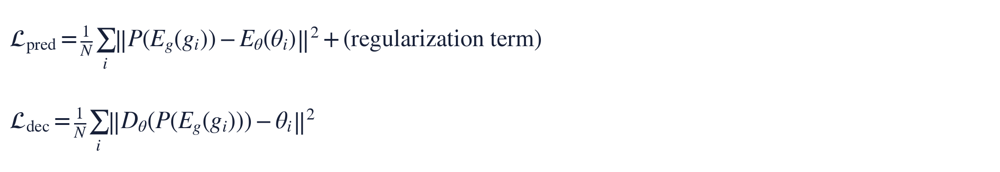 ℒ_pred = 1/N ∑_i ‖P(E_g(g_i)) − E_θ(θ_i)‖² + (regularization term)
ℒ_dec = 1/N ∑_i ‖D_θ(P(E_g(g_i))) − θ_i‖²